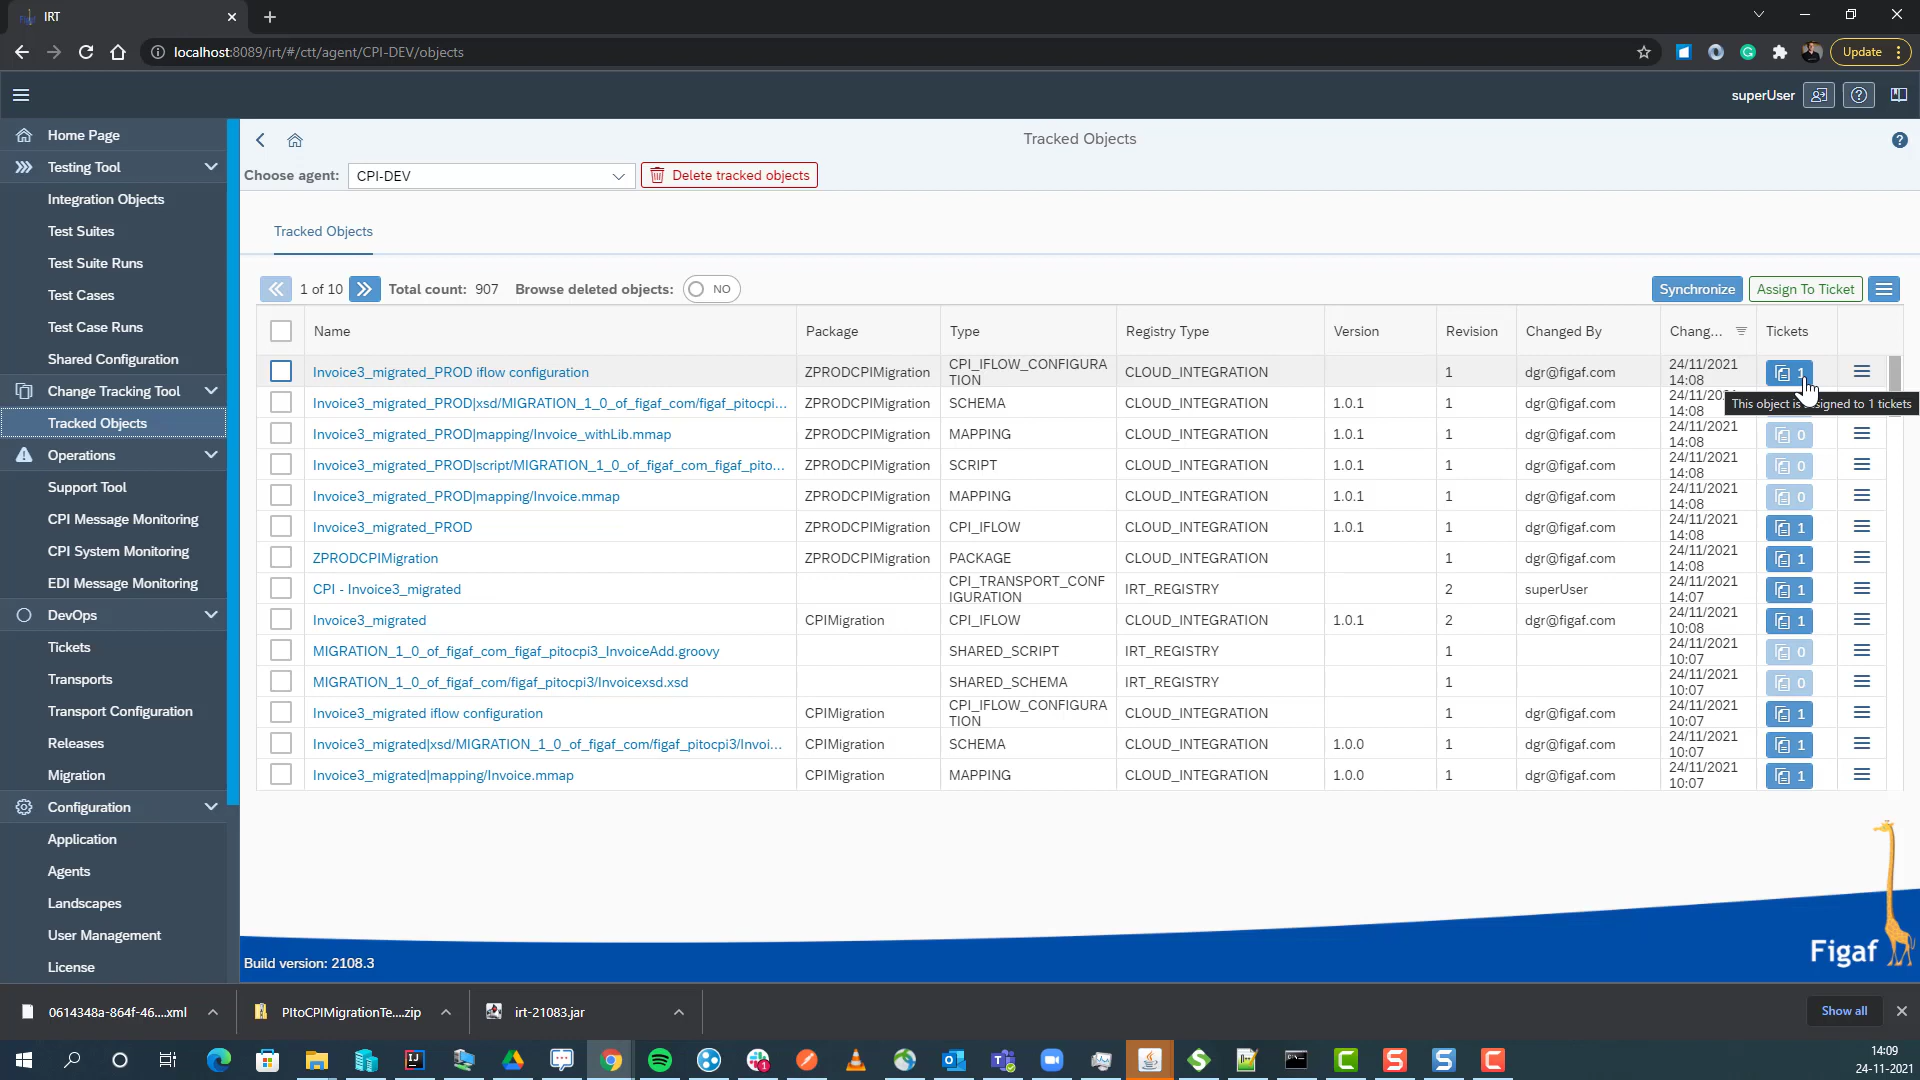 IRT
localhost:8089/irt/#/ctt/agent/CPI-DEV/objects
Update
superUser
Home Page
Testing Tool
Integration Objects
Test Suites
Test Suite Runs
Test Cases
Test Case Runs
Shared Configuration
Change Tracking Tool
Tracked Objects
Operations
Support Tool
CPI Message Monitoring
CPI System Monitoring
EDI Message Monitoring
DevOps
Tickets
Transports
Transport Configuration
Releases
Migration
Configuration
Application
Agents
Landscapes
User Management
License
Tracked Objects
Choose agent: CPI-DEV Delete tracked objects
Tracked Objects
1 of 10 Total count: 907 Browse deleted objects: NO Synchronize Assign To Ticket
Name Package Type Registry Type Version Revision Changed By Chang... Tickets
Invoice3_migrated_PROD iflow configuration ZPRODCPIMigration CPI_IFLOW_CONFIGURATION CLOUD_INTEGRATION 1 dgr@figaf.com 24/11/2021 14:08 1
This object is assigned to 1 tickets
Invoice3_migrated_PROD|xsd/MIGRATION_1_0_of_figaf_com/figaf_pitocpi... ZPRODCPIMigration SCHEMA CLOUD_INTEGRATION 1.0.1 1 dgr@figaf.com 24/11/2021 14:08
Invoice3_migrated_PROD|mapping/Invoice_withLib.mmap ZPRODCPIMigration MAPPING CLOUD_INTEGRATION 1.0.1 1 dgr@figaf.com 24/11/2021 14:08 0
Invoice3_migrated_PROD|script/MIGRATION_1_0_of_figaf_com_figaf_pito... ZPRODCPIMigration SCRIPT CLOUD_INTEGRATION 1.0.1 1 dgr@figaf.com 24/11/2021 14:08 0
Invoice3_migrated_PROD|mapping/Invoice.mmap ZPRODCPIMigration MAPPING CLOUD_INTEGRATION 1.0.1 1 dgr@figaf.com 24/11/2021 14:08 0
Invoice3_migrated_PROD ZPRODCPIMigration CPI_IFLOW CLOUD_INTEGRATION 1.0.1 1 dgr@figaf.com 24/11/2021 14:08 1
ZPRODCPIMigration ZPRODCPIMigration PACKAGE CLOUD_INTEGRATION 1 dgr@figaf.com 24/11/2021 14:08 1
CPI - Invoice3_migrated CPI_TRANSPORT_CONFIGURATION IRT_REGISTRY 2 superUser 24/11/2021 14:07 1
Invoice3_migrated CPIMigration CPI_IFLOW CLOUD_INTEGRATION 1.0.1 2 dgr@figaf.com 24/11/2021 10:08 1
MIGRATION_1_0_of_figaf_com_figaf_pitocpi3_InvoiceAdd.groovy SHARED_SCRIPT IRT_REGISTRY 1 24/11/2021 10:07 0
MIGRATION_1_0_of_figaf_com/figaf_pitocpi3/Invoicexsd.xsd SHARED_SCHEMA IRT_REGISTRY 1 24/11/2021 10:07 0
Invoice3_migrated iflow configuration CPIMigration CPI_IFLOW_CONFIGURATION CLOUD_INTEGRATION 1 dgr@figaf.com 24/11/2021 10:07 1
Invoice3_migrated|xsd/MIGRATION_1_0_of_figaf_com/figaf_pitocpi3/Invoi... CPIMigration SCHEMA CLOUD_INTEGRATION 1.0.0 1 dgr@figaf.com 24/11/2021 10:07 1
Invoice3_migrated|mapping/Invoice.mmap CPIMigration MAPPING CLOUD_INTEGRATION 1.0.0 1 dgr@figaf.com 24/11/2021 10:07 1
Figaf
Build version: 2108.3
0614348a-864f-46....xml PItoCPIMigrationTe....zip irt-21083.jar Show all
14:09
24-11-2021